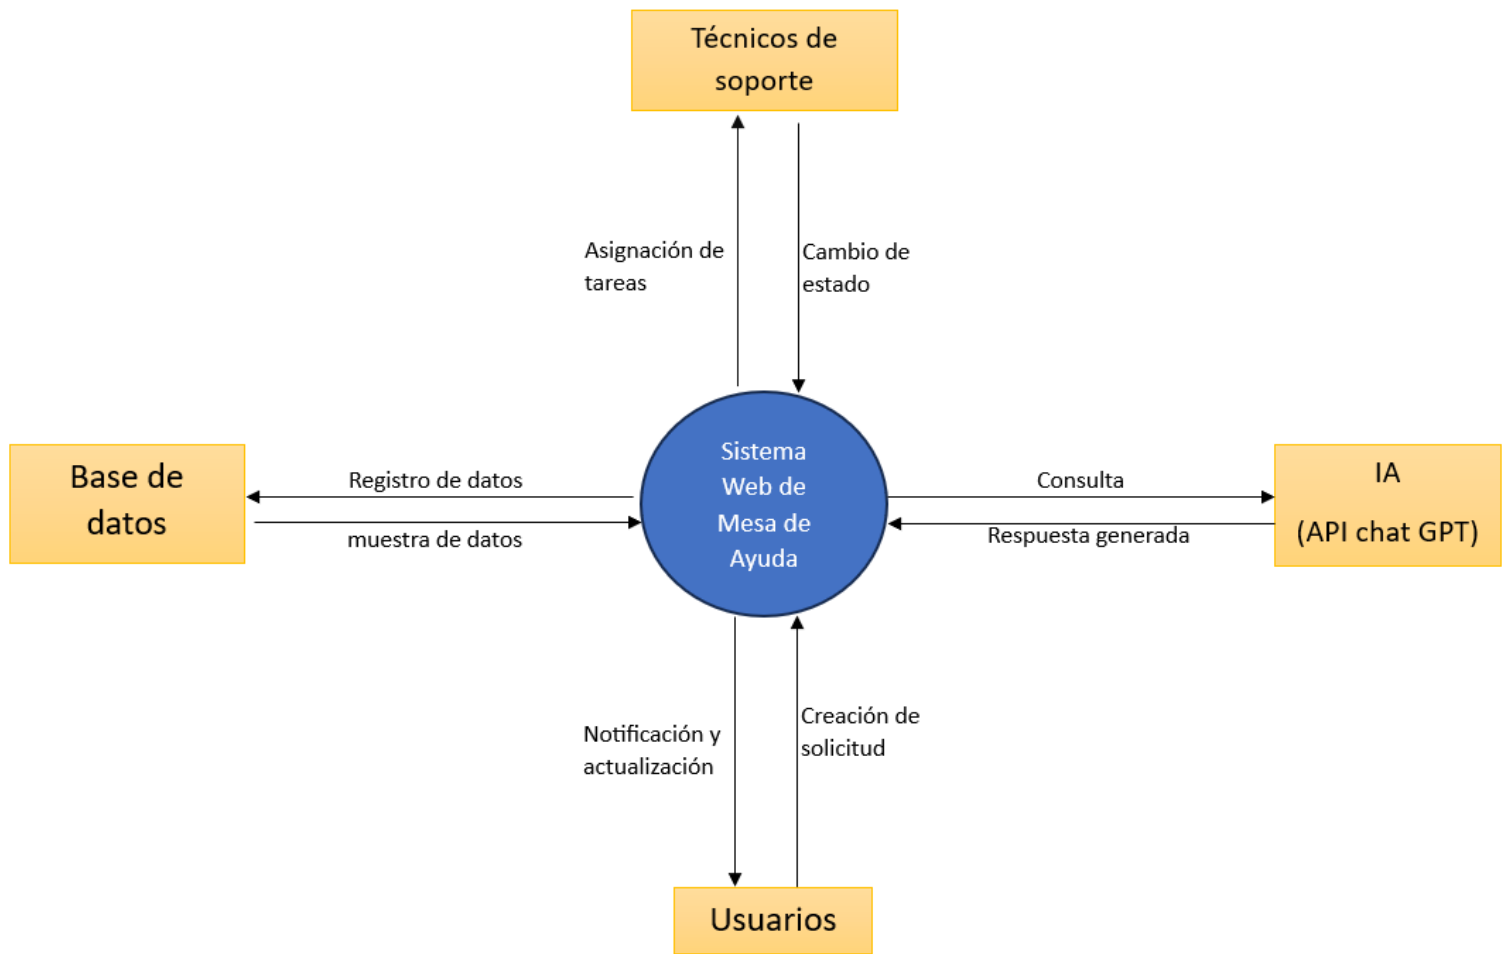 Técnicos de
soporte
Asignación de
tareas
Cambio de
estado
Base de
datos
Registro de datos
muestra de datos
Sistema
Web de
Mesa de
Ayuda
Consulta
Respuesta generada
IA
(API chat GPT)
Notificación y
actualización
Creación de
solicitud
Usuarios